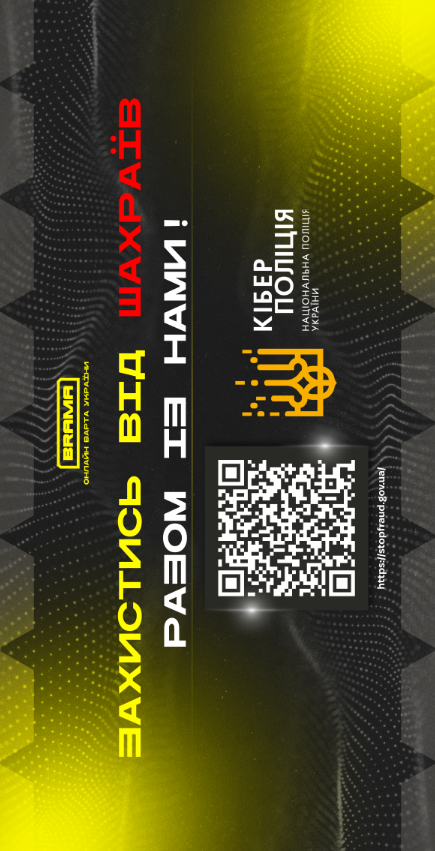 BRAMA
ОНЛАЙН ВАРТА УКРАЇНИ
ЗАХИСТИСЬ ВІД ШАХРАЇВ
РАЗОМ ІЗ НАМИ!
КІБЕР
ПОЛІЦІЯ
НАЦІОНАЛЬНА ПОЛІЦІЯ
УКРАЇНИ
https://stopfraud.gov.ua/